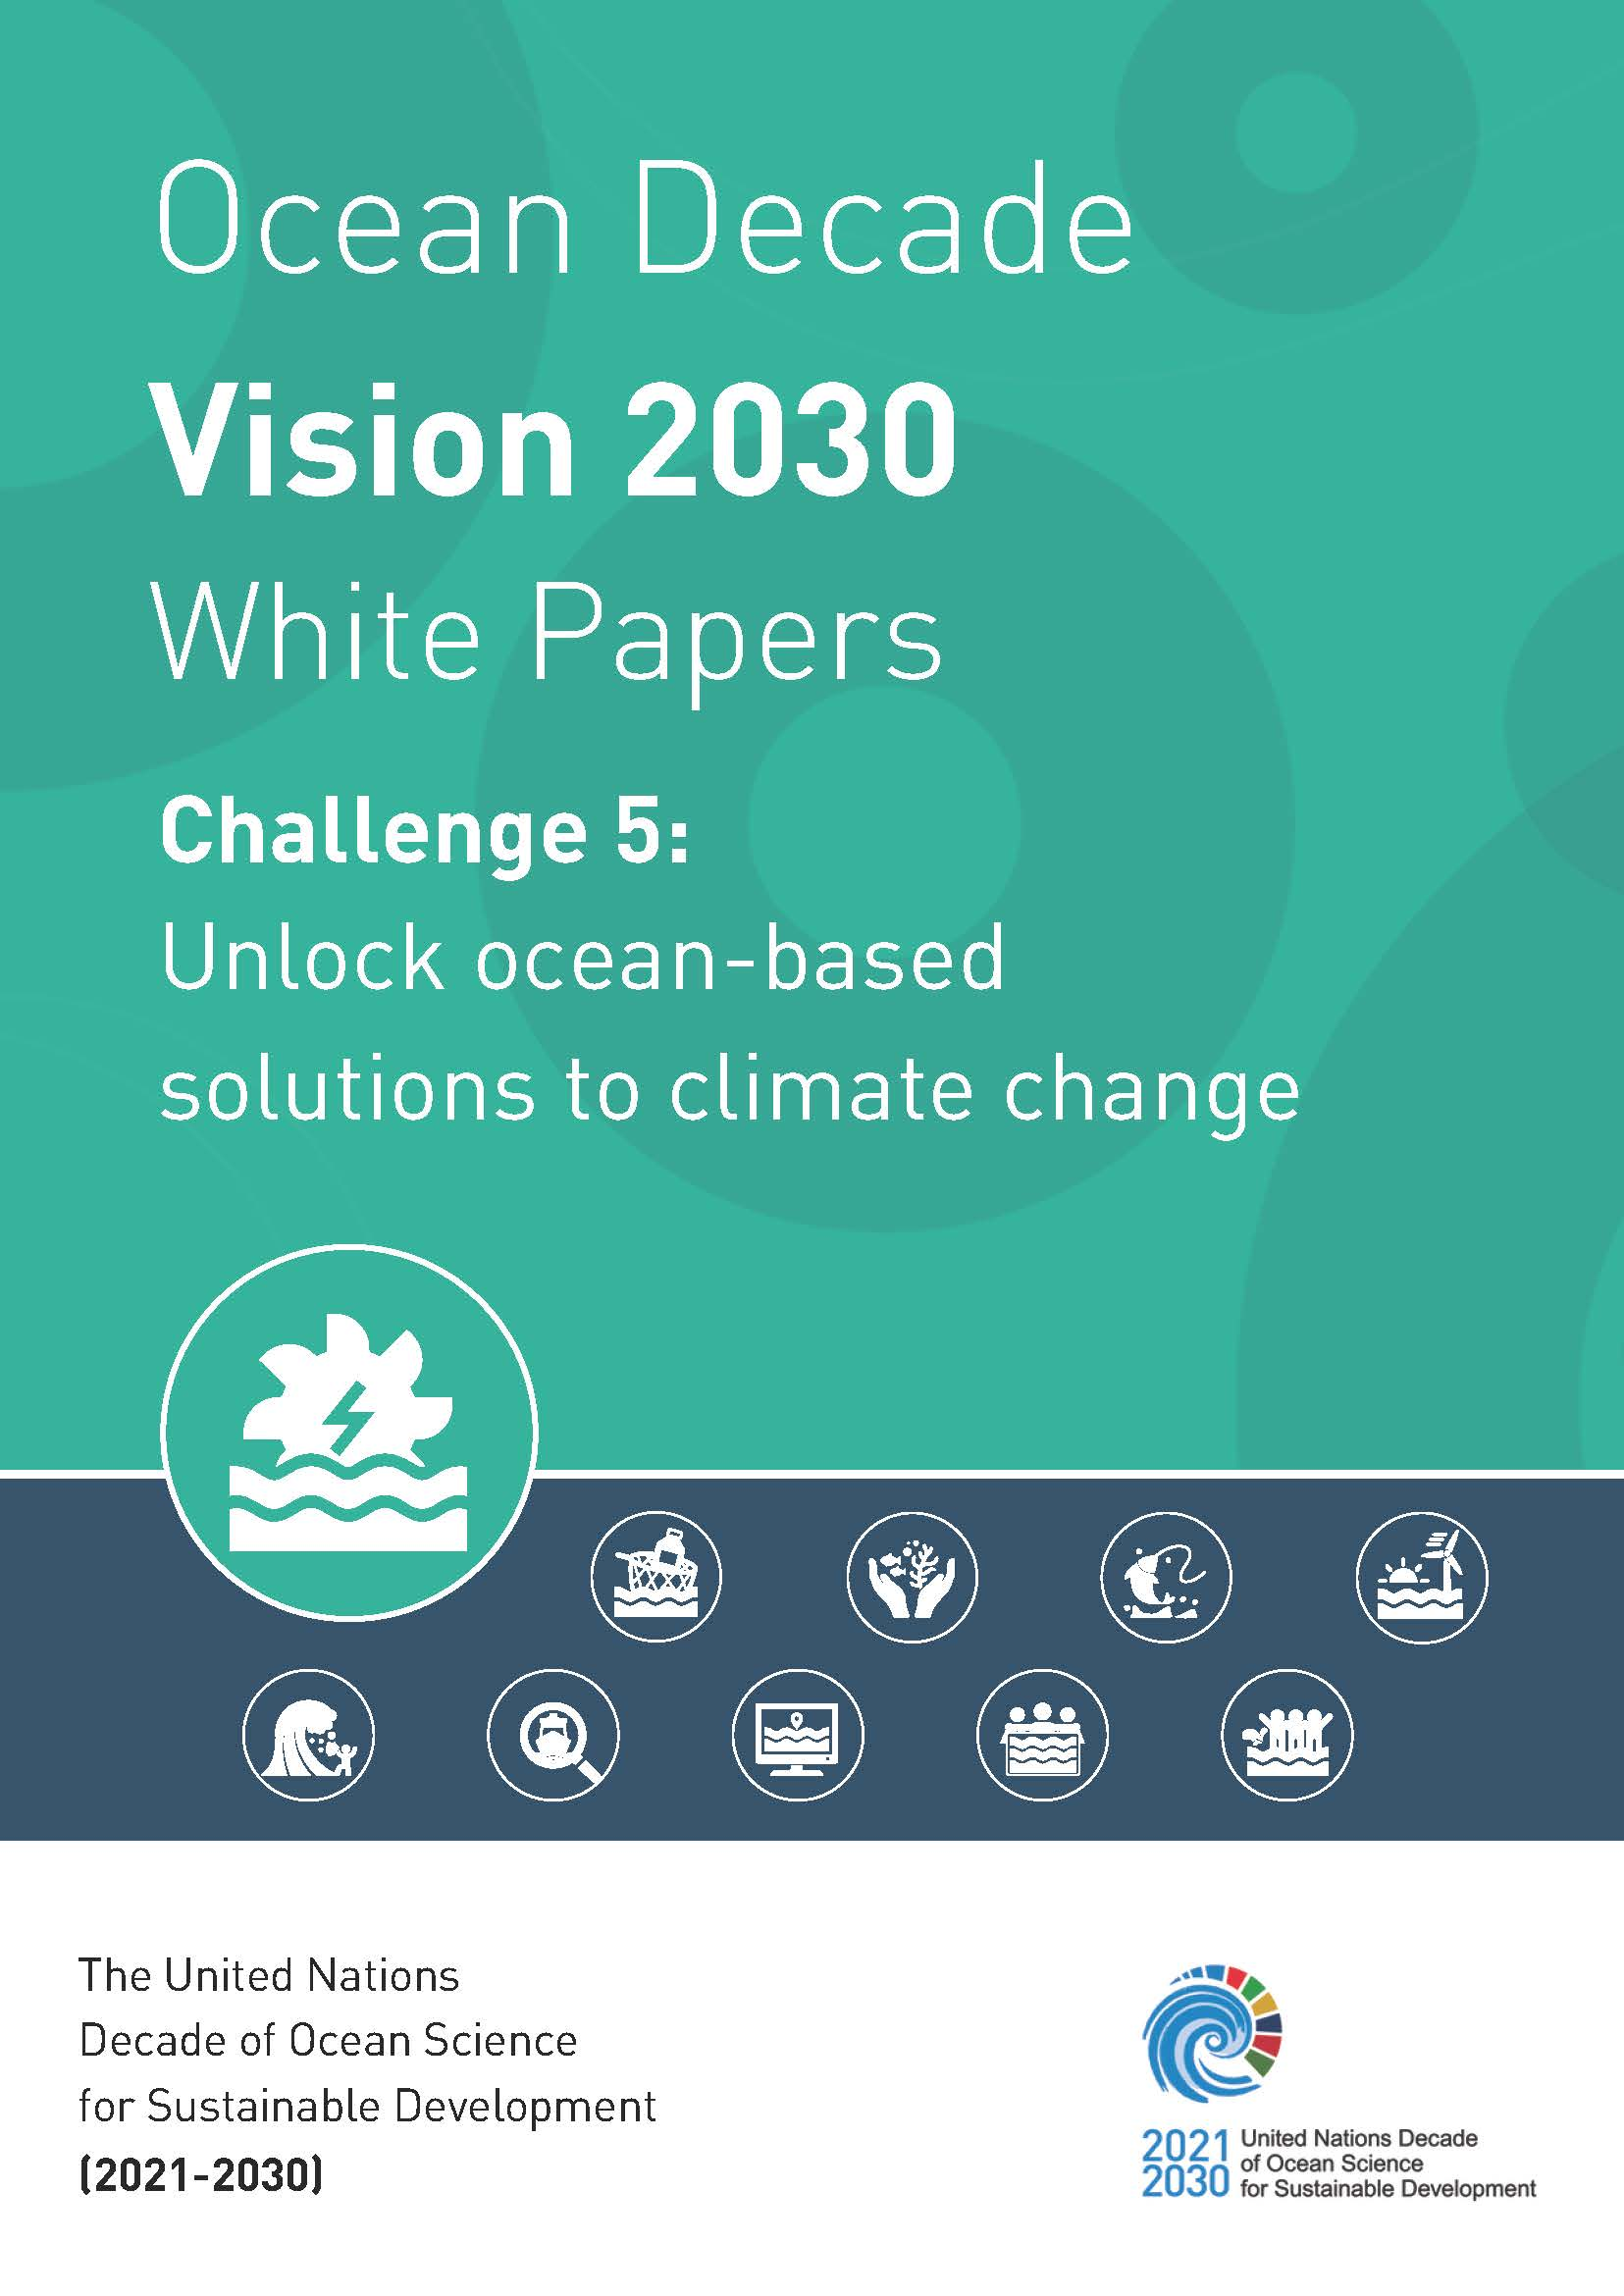 Ocean Decade
Vision 2030
White Papers
Challenge 5:
Unlock ocean-based
solutions to climate change
The United Nations
Decade of Ocean Science
for Sustainable Development
(2021-2030)
2021
2030
United Nations Decade
of Ocean Science
for Sustainable Development